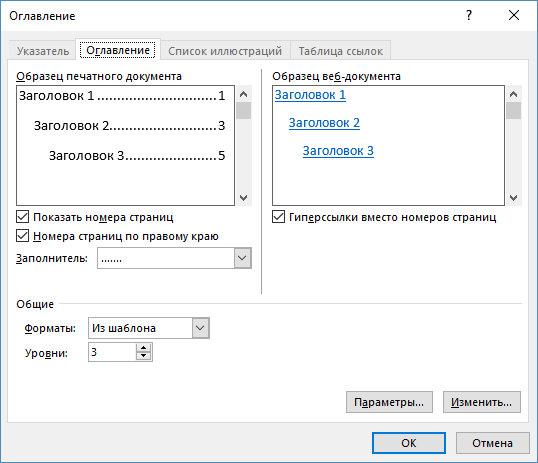 Оглавление
Указатель Оглавление Список иллюстраций Таблица ссылок
Образец печатного документа
Заголовок 1 ............................... 1
Заголовок 2........................... 3
Заголовок 3....................... 5
Образец веб-документа
Заголовок 1
Заголовок 2
Заголовок 3
Показать номера страниц
Номера страниц по правому краю
Заполнитель: .......
Гиперссылки вместо номеров страниц
Общие
Форматы: Из шаблона
Уровни: 3
Параметры... Изменить...
ОК Отмена